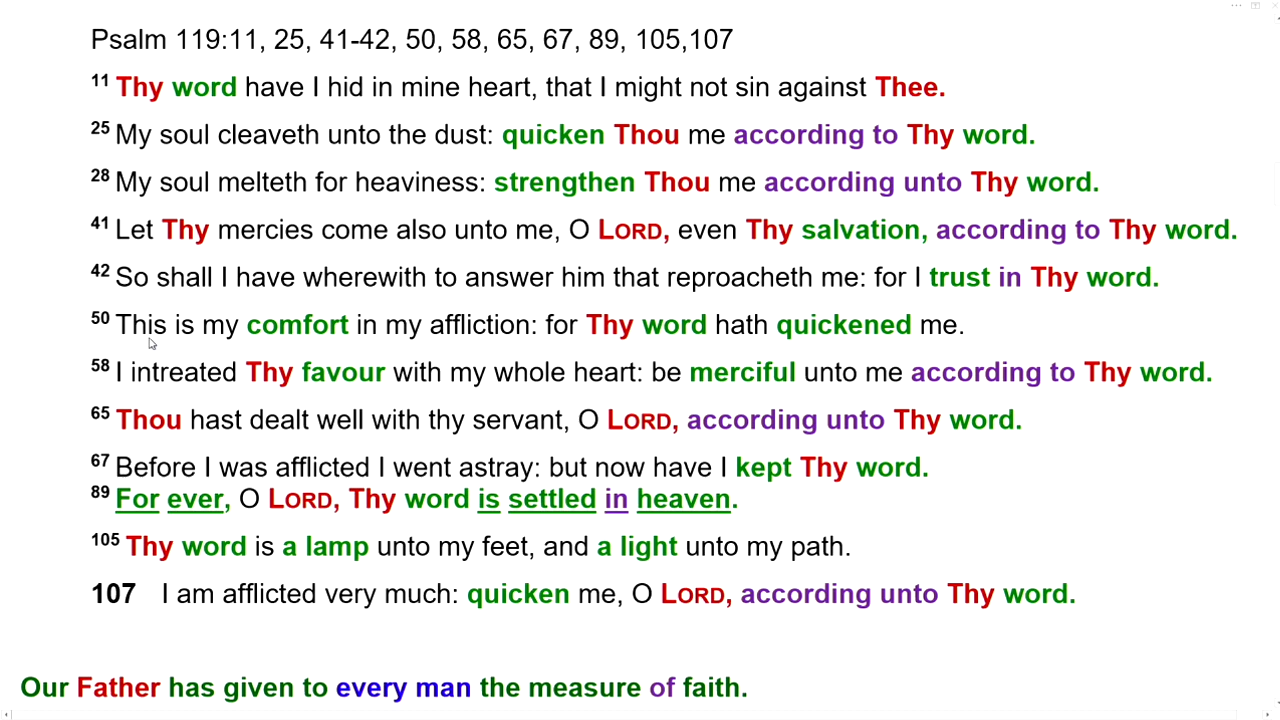 Psalm 119:11, 25, 41-42, 50, 58, 65, 67, 89, 105,107
11 Thy word have I hid in mine heart, that I might not sin against Thee.
25 My soul cleaveth unto the dust: quicken Thou me according to Thy word.
28 My soul melteth for heaviness: strengthen Thou me according unto Thy word.
41 Let Thy mercies come also unto me, O LORD, even Thy salvation, according to Thy word.
42 So shall I have wherewith to answer him that reproacheth me: for I trust in Thy word.
50 This is my comfort in my affliction: for Thy word hath quickened me.
58 I intreated Thy favour with my whole heart: be merciful unto me according to Thy word.
65 Thou hast dealt well with thy servant, O LORD, according unto Thy word.
67 Before I was afflicted I went astray: but now have I kept Thy word.
89 For ever, O LORD, Thy word is settled in heaven.
105 Thy word is a lamp unto my feet, and a light unto my path.
107 I am afflicted very much: quicken me, O LORD, according unto Thy word.
Our Father has given to every man the measure of faith.